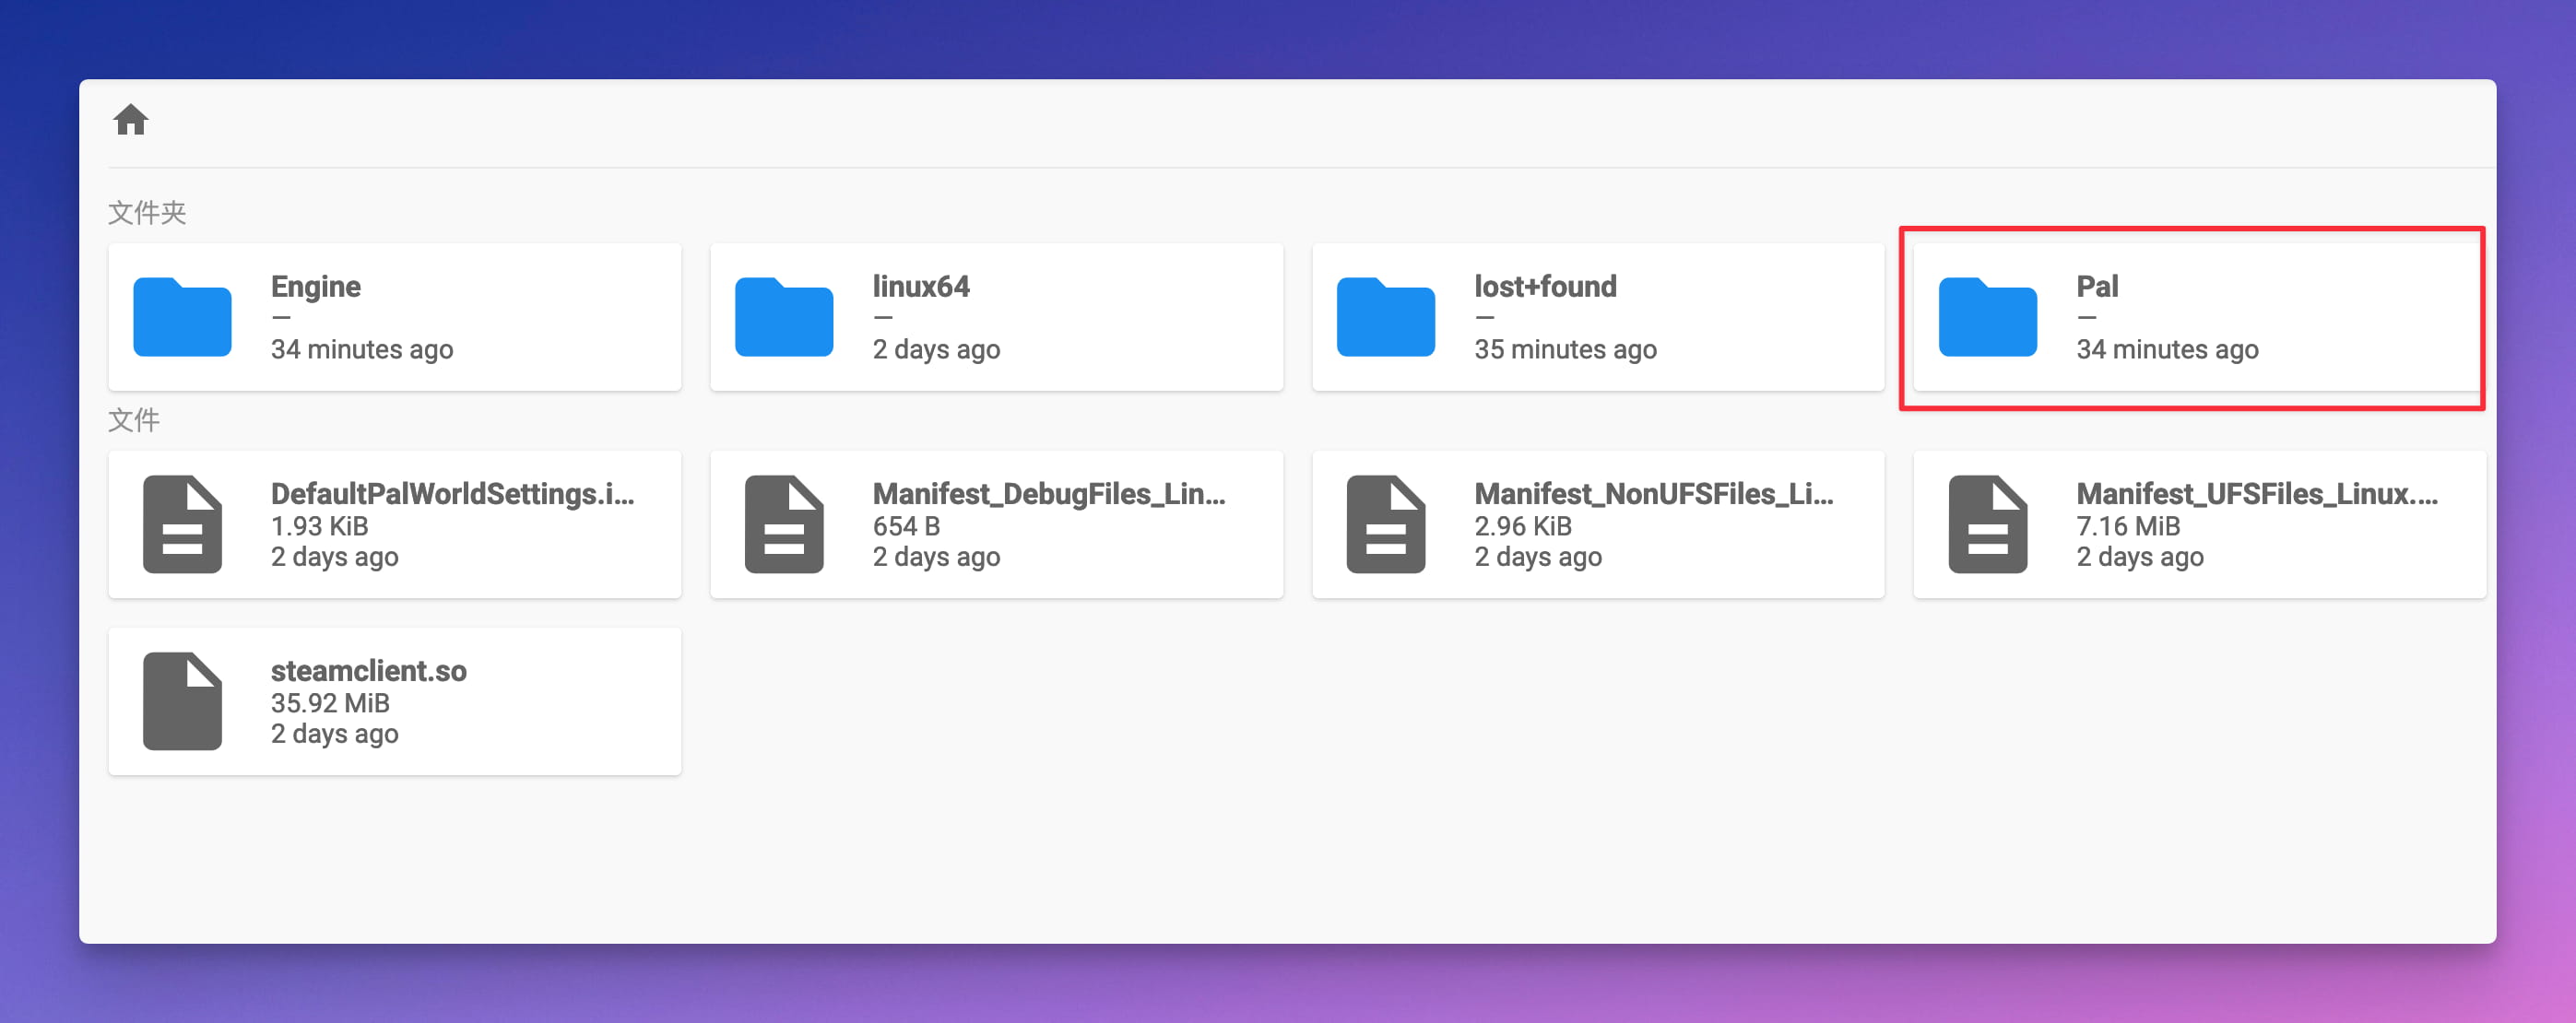 文件夹
Engine
—
34 minutes ago
linux64
—
2 days ago
lost+found
—
35 minutes ago
Pal
—
34 minutes ago
文件
DefaultPalWorldSettings.i...
1.93 KiB
2 days ago
Manifest_DebugFiles_Lin...
654 B
2 days ago
Manifest_NonUFSFiles_Li...
2.96 KiB
2 days ago
Manifest_UFSFiles_Linux....
7.16 MiB
2 days ago
steamclient.so
35.92 MiB
2 days ago